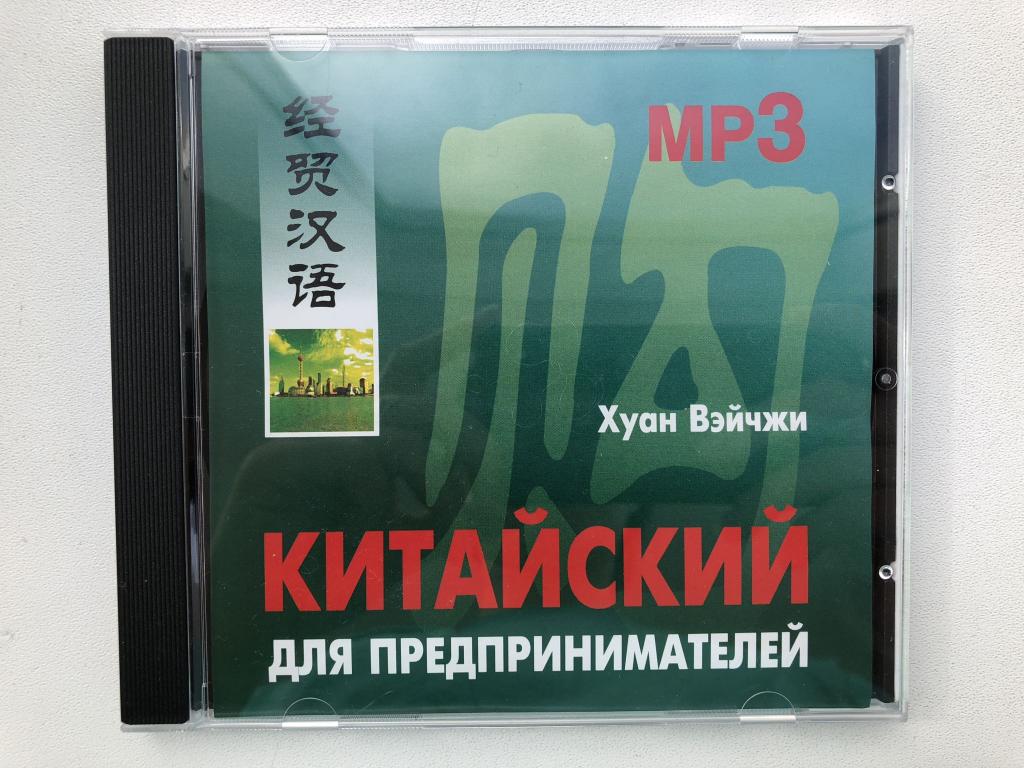 经贸汉语
MP3
Хуан Вэйчжи
КИТАЙСКИЙ
ДЛЯ ПРЕДПРИНИМАТЕЛЕЙ